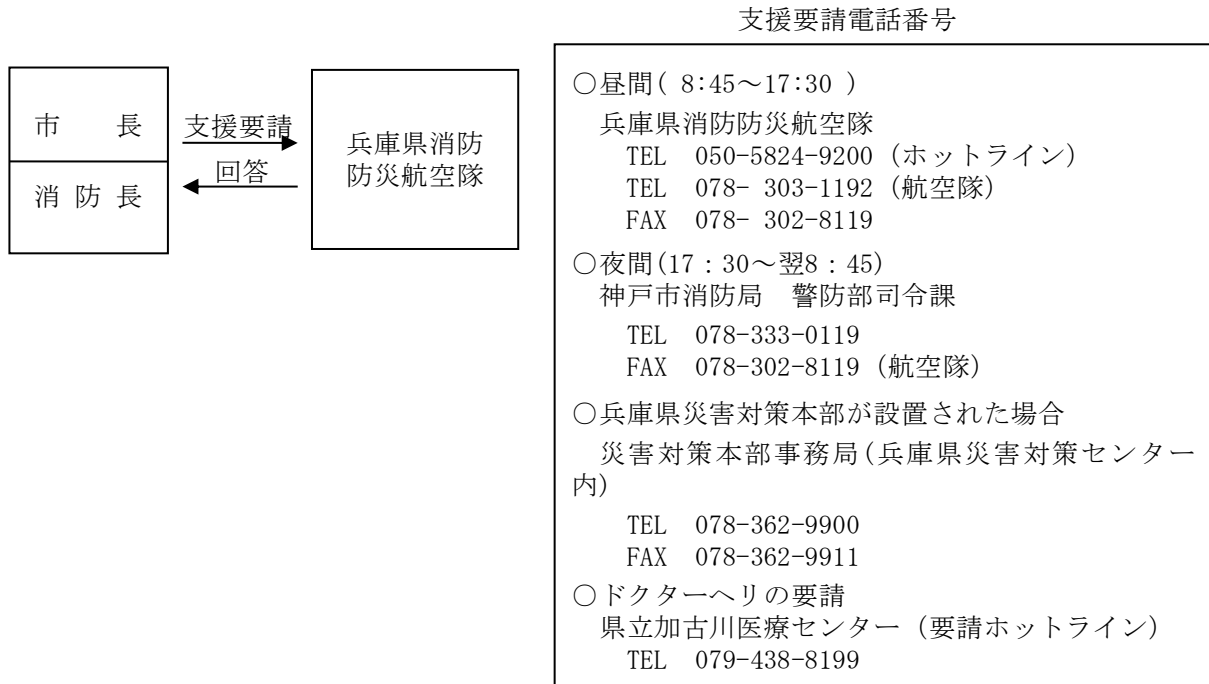 支援要請電話番号
市　　長
消 防 長
支援要請
回答
兵庫県消防
防災航空隊
○昼間( 8:45～17:30 )
兵庫県消防防災航空隊
TEL　050-5824-9200 (ホットライン)
TEL　078- 303-1192 (航空隊)
FAX　078- 302-8119
○夜間(17：30～翌8：45)
神戸市消防局　警防部司令課
TEL　078-333-0119
FAX　078-302-8119 (航空隊)
○兵庫県災害対策本部が設置された場合
災害対策本部事務局(兵庫県災害対策センター
内)
TEL　078-362-9900
FAX　078-362-9911
○ドクターヘリの要請
県立加古川医療センター (要請ホットライン)
TEL　079-438-8199